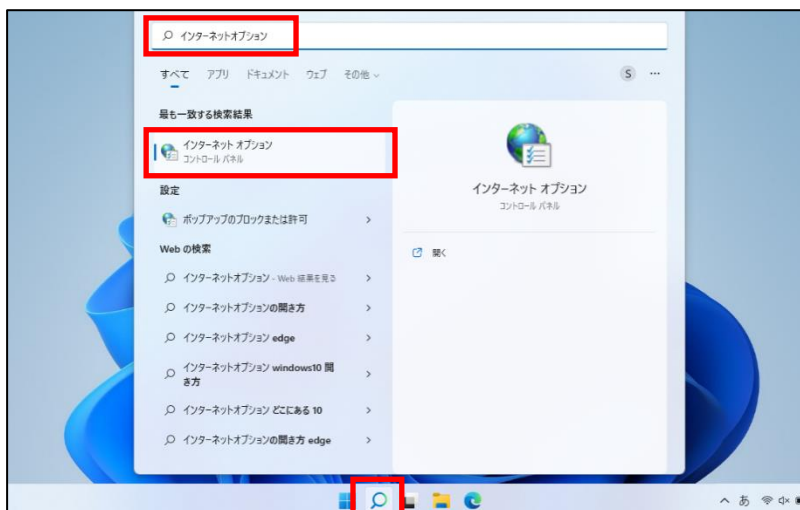 インターネットオプション
すべて アプリ ドキュメント ウェブ その他
S …
最も一致する検索結果
インターネット オプション
コントロール パネル
設定
ポップアップのブロックまたは許可
Web の検索
インターネットオプション - Web 結果を見る
インターネットオプションの開き方
インターネットオプション edge
インターネットオプション windows10 開
き方
インターネットオプション どこにある 10
インターネットオプションの開き方 edge
インターネット オプション
コントロール パネル
開く
あ